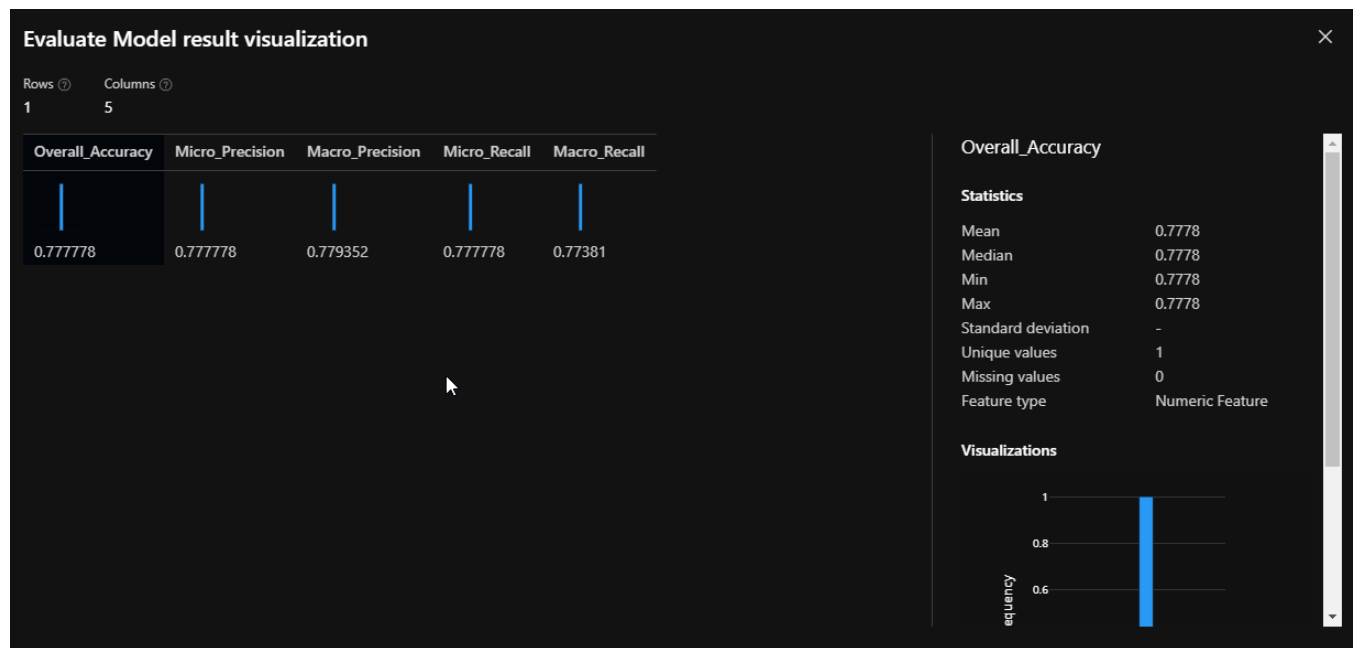 Evaluate Model result visualization
Rows Columns
1 5
Overall_Accuracy Micro_Precision Macro_Precision Micro_Recall Macro_Recall
0.777778 0.777778 0.779352 0.777778 0.77381
Overall_Accuracy
Statistics
Mean 0.7778
Median 0.7778
Min 0.7778
Max 0.7778
Standard deviation -
Unique values 1
Missing values 0
Feature type Numeric Feature
Visualizations
1
0.8
0.6
equency